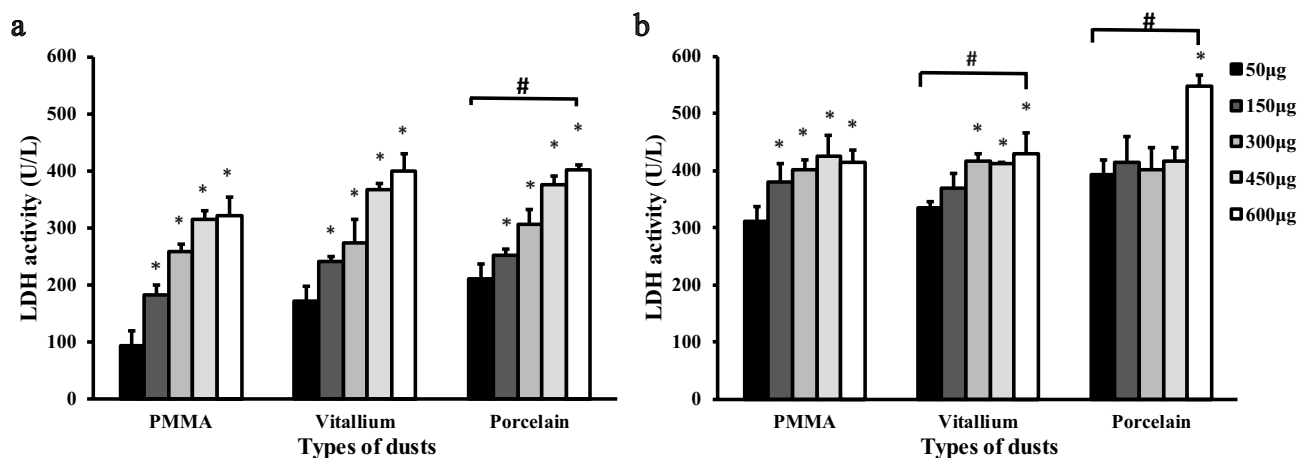 a
LDH activity (U/L)
600
500
400
300
200
100
0
*
*
*
*
*
*
*
*
#
*
*
*
*
PMMA
Vitallium
Porcelain
Types of dusts
b
LDH activity (U/L)
600
500
400
300
200
100
0
*
*
*
*
#
*
*
*
#
*
PMMA
Vitallium
Porcelain
Types of dusts
50μg
150μg
300μg
450μg
600μg